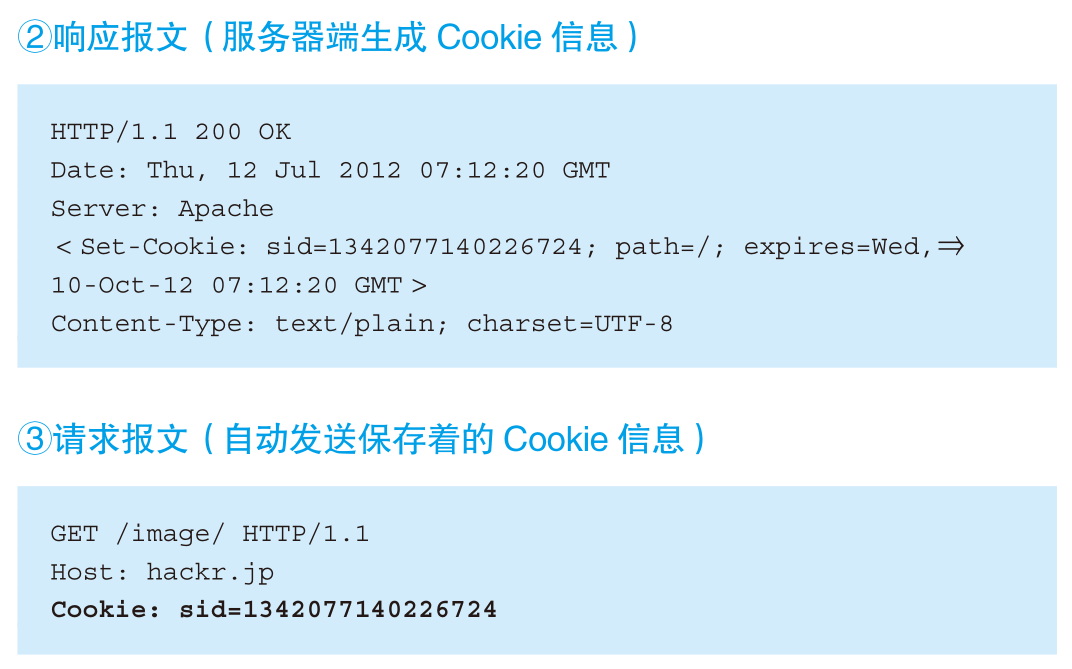 ②响应报文（服务器端生成 Cookie 信息）
HTTP/1.1 200 OK
Date: Thu, 12 Jul 2012 07:12:20 GMT
Server: Apache
＜Set-Cookie: sid=1342077140226724; path=/; expires=Wed,⇒
10-Oct-12 07:12:20 GMT＞
Content-Type: text/plain; charset=UTF-8
③请求报文（自动发送保存着的 Cookie 信息）
GET /image/ HTTP/1.1
Host: hackr.jp
Cookie: sid=1342077140226724